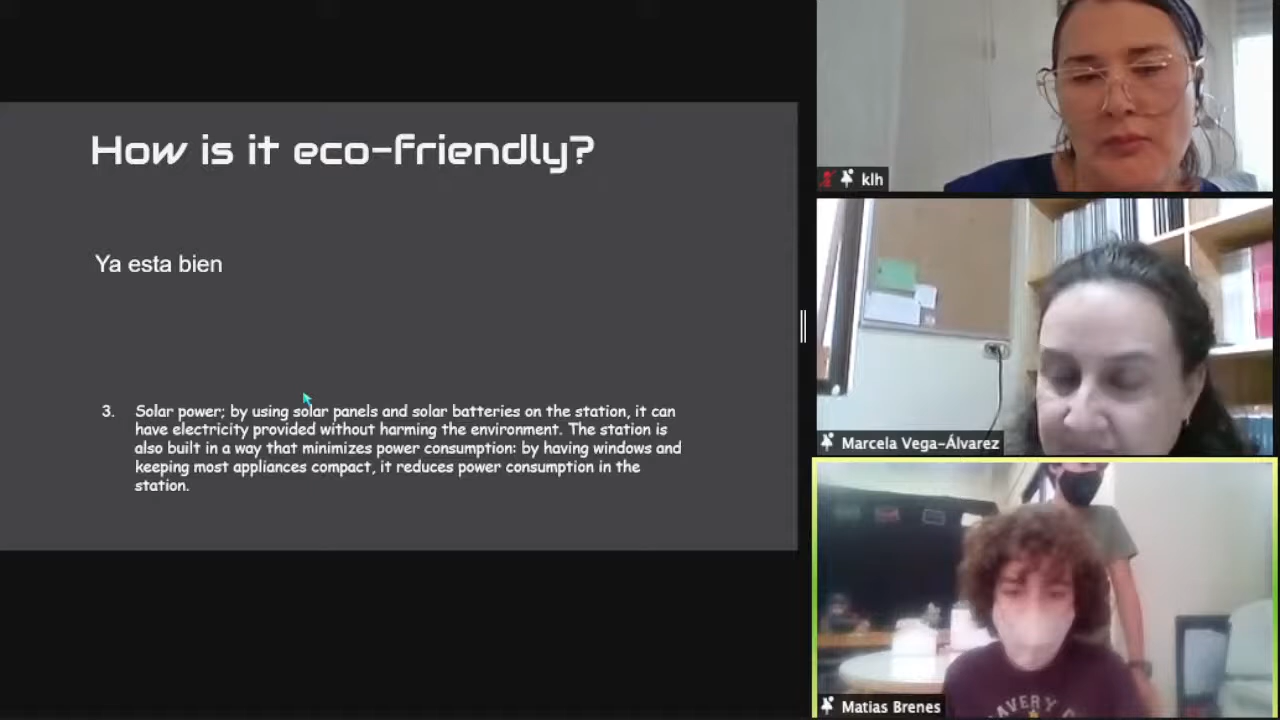 How is it eco-friendly?
Ya esta bien
3. Solar power; by using solar panels and solar batteries on the station, it can
have electricity provided without harming the environment. The station is
also built in a way that minimizes power consumption: by having windows and
keeping most appliances compact, it reduces power consumption in the
station.
klh
Marcela Vega-Álvarez
Matias Brenes